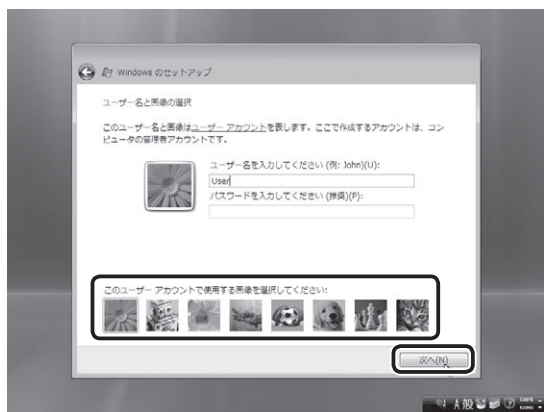 Windows のセットアップ
ユーザー名と画像の選択
このユーザー名と画像はユーザー アカウントを表します。ここで作成するアカウントは、コン
ピュータの管理者アカウントです。
ユーザー名を入力してください (例: John)(U):
User
パスワードを入力してください (推奨)(P):
このユーザー アカウントで使用する画像を選択してください:
次へ(N)
A 般
CAPS
KANA